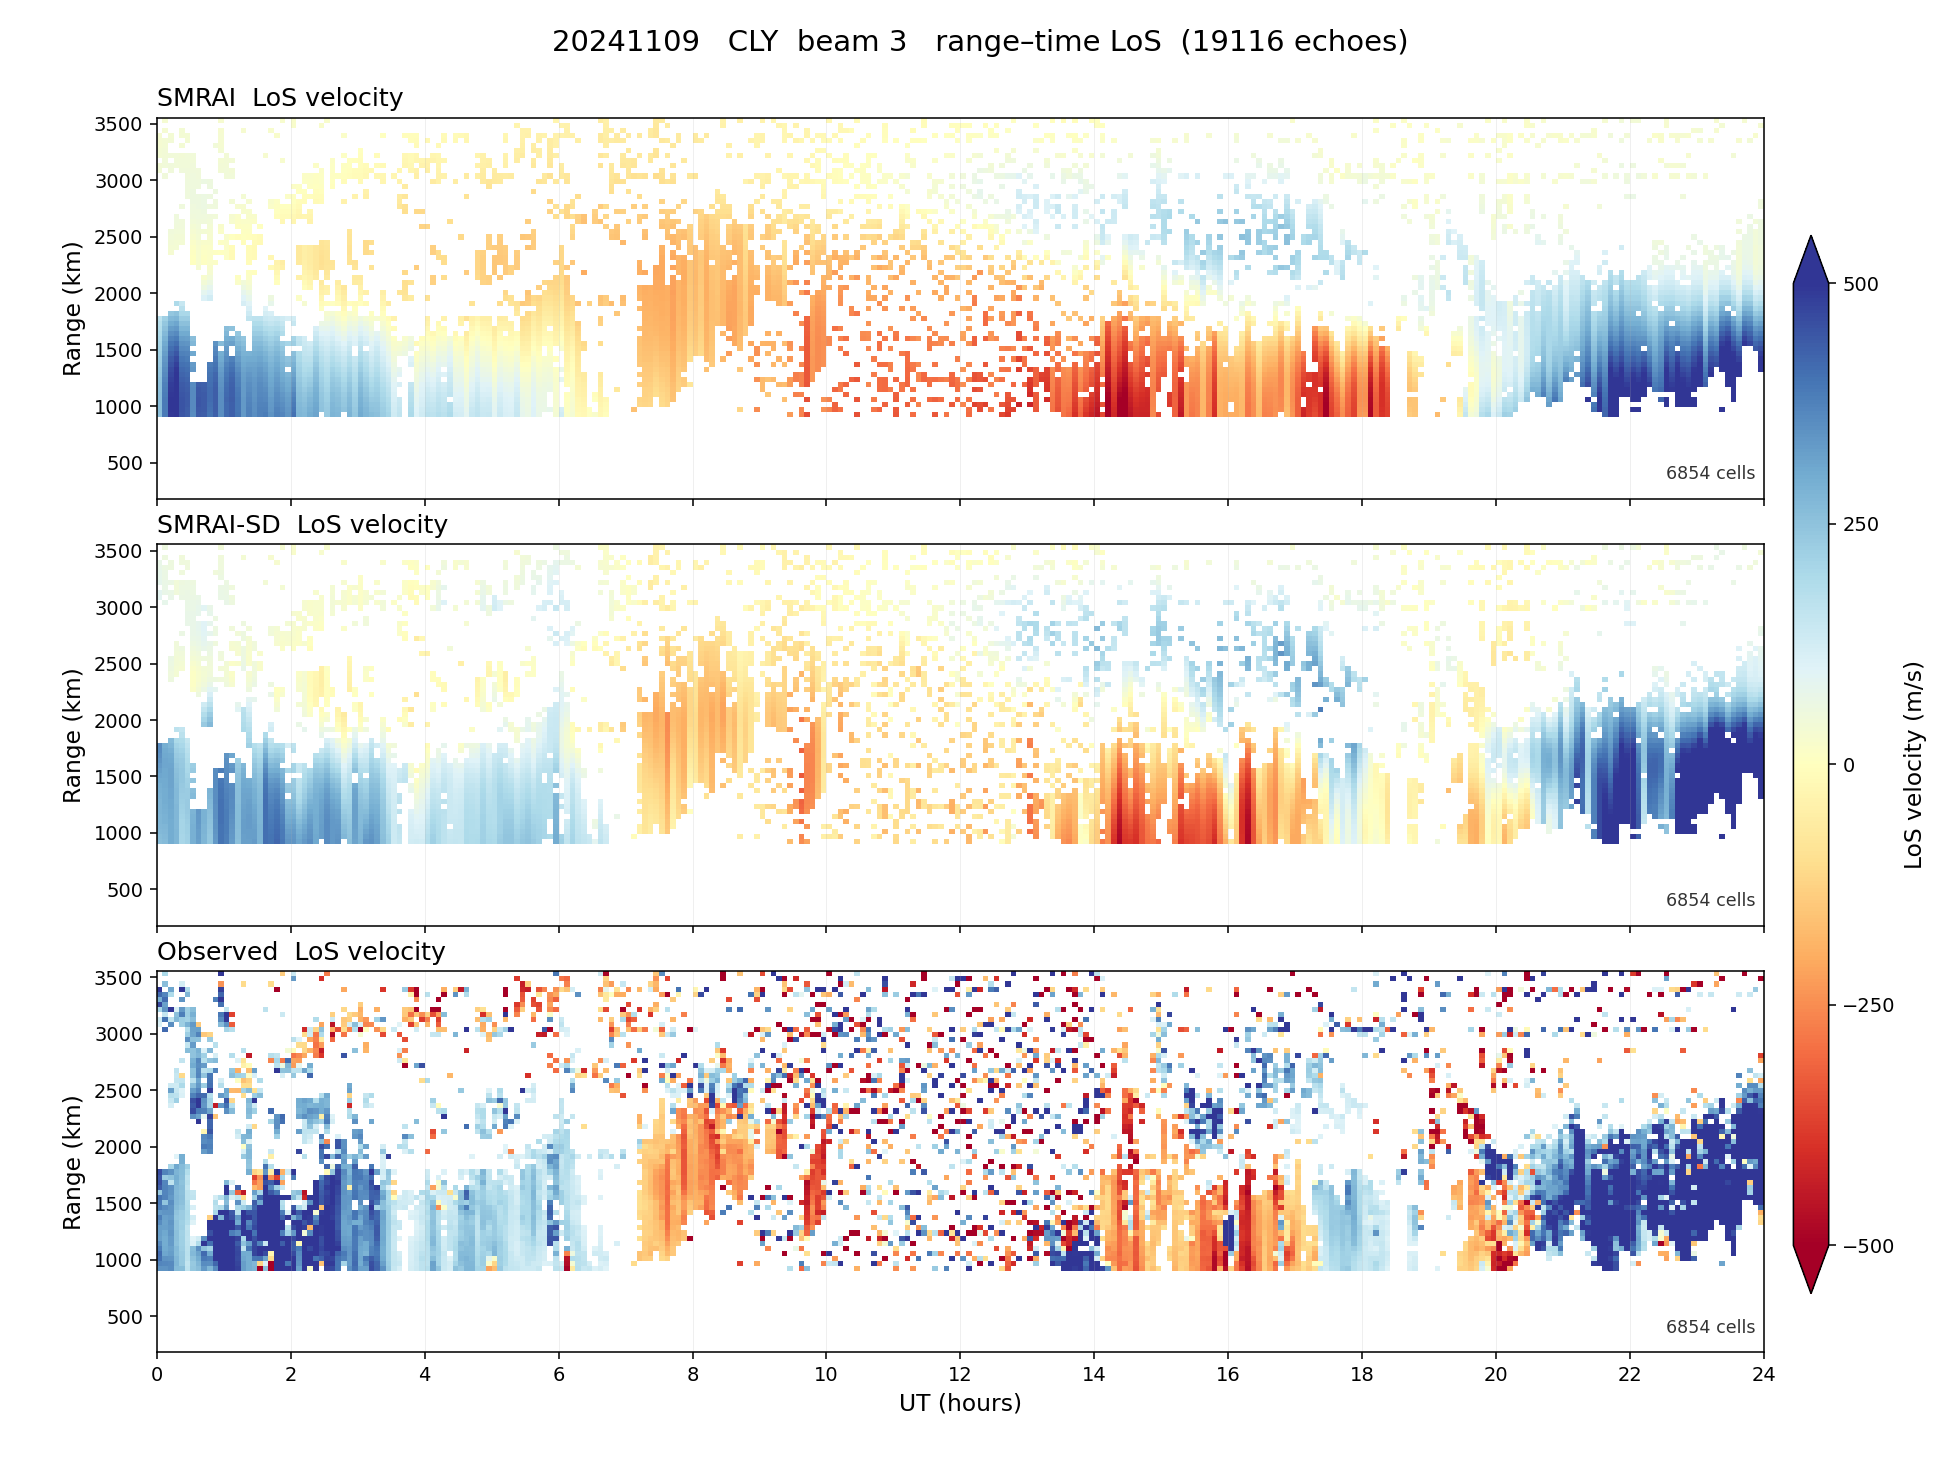 20241109   CLY  beam 3   range–time LoS  (19116 echoes)
SMRAI  LoS velocity
3500
3000
2500
2000
1500
1000
500
Range (km)
6854 cells
SMRAI-SD  LoS velocity
3500
3000
2500
2000
1500
1000
500
Range (km)
6854 cells
Observed  LoS velocity
3500
3000
2500
2000
1500
1000
500
Range (km)
6854 cells
0 2 4 6 8 10 12 14 16 18 20 22 24
UT (hours)
500
250
0
−250
−500
LoS velocity (m/s)